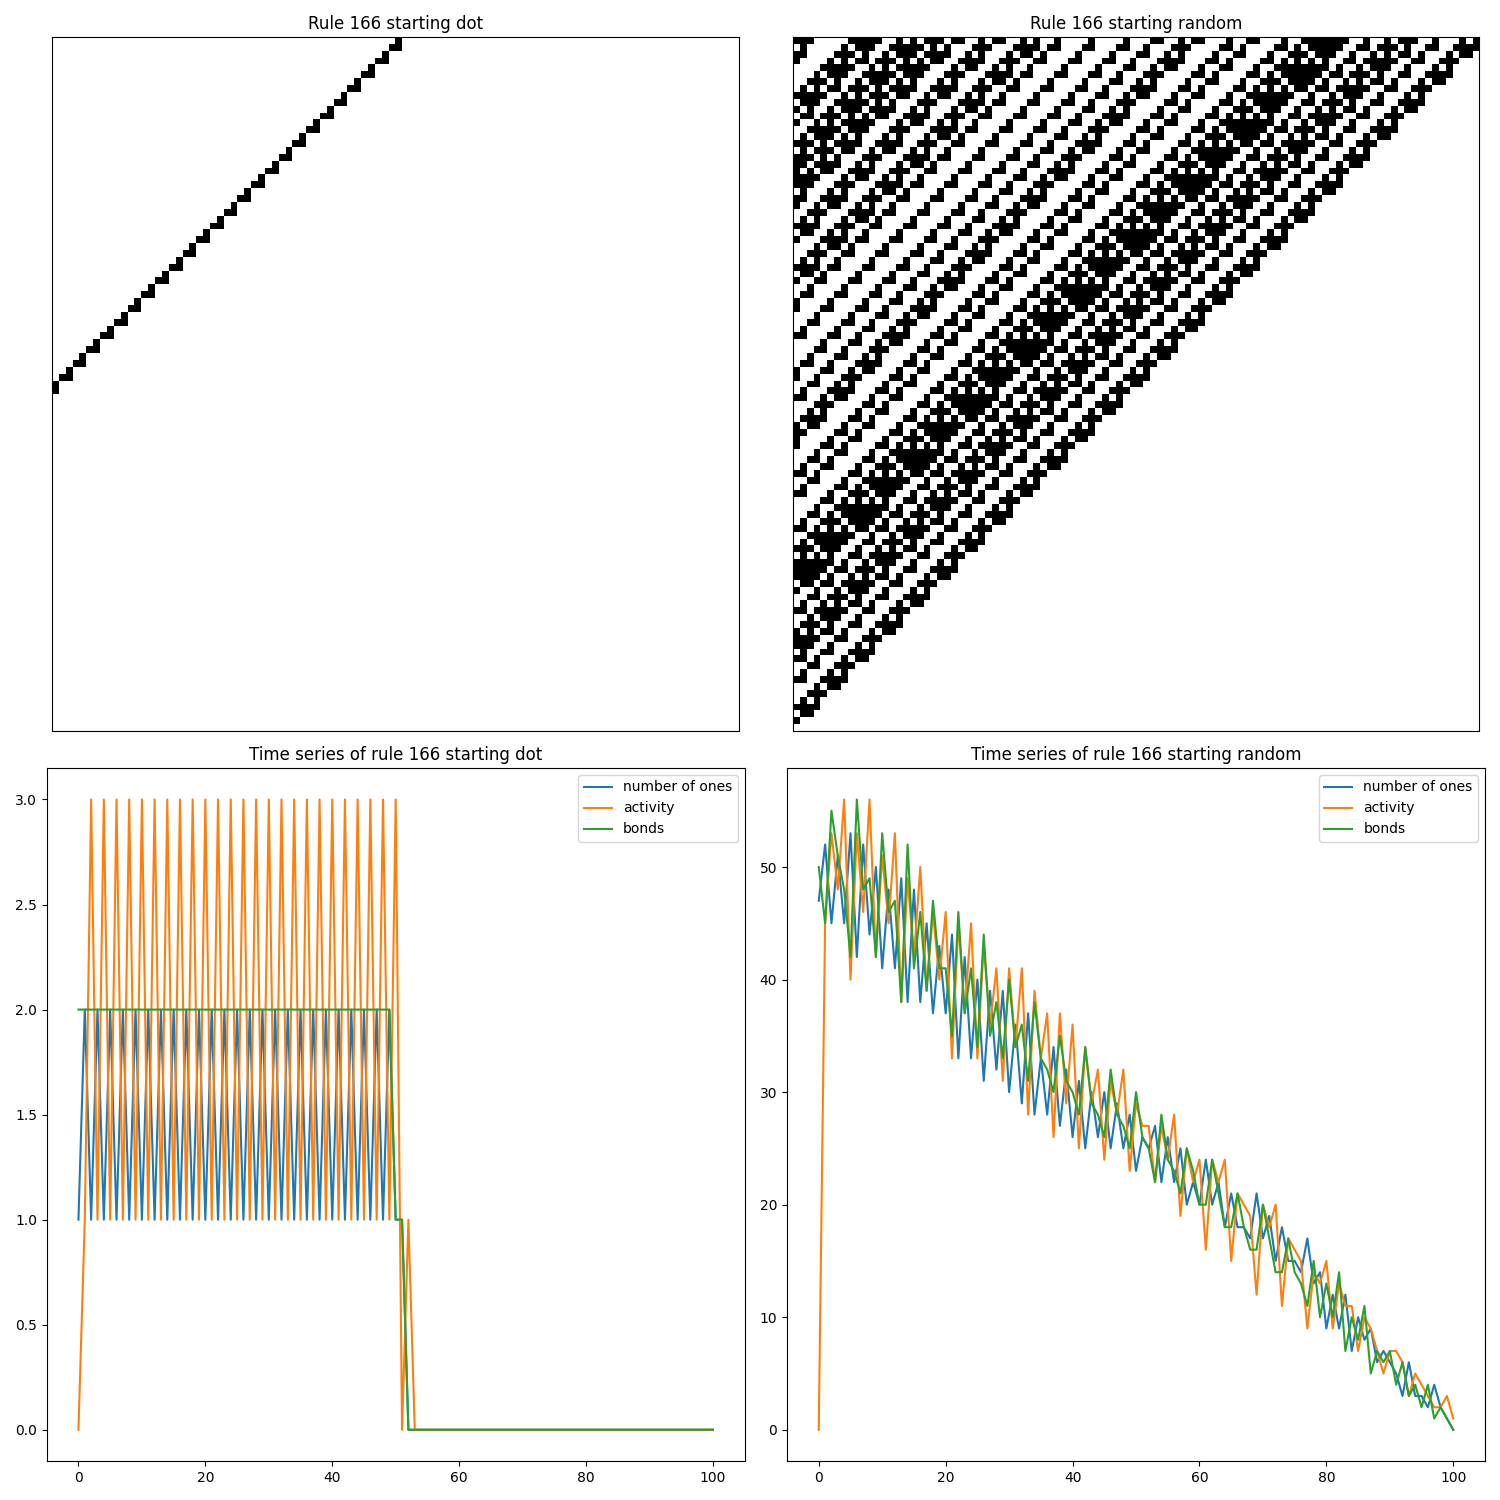 Rule 166 starting dot
Rule 166 starting random
Time series of rule 166 starting dot
number of ones
activity
bonds
3.0
2.5
2.0
1.5
1.0
0.5
0.0
0 20 40 60 80 100
Time series of rule 166 starting random
number of ones
activity
bonds
50
40
30
20
10
0
0 20 40 60 80 100